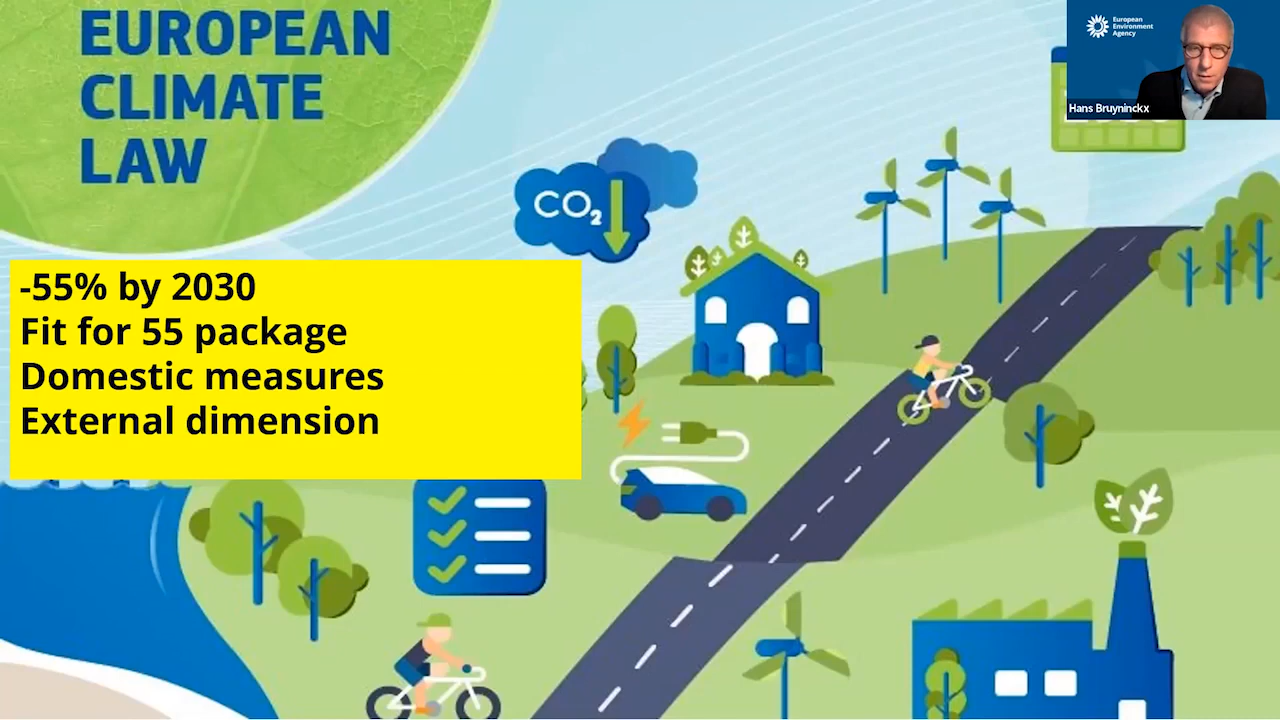 EUROPEAN
CLIMATE
LAW
European
Environment
Agency
Hans Bruyninckx
CO₂
-55% by 2030
Fit for 55 package
Domestic measures
External dimension